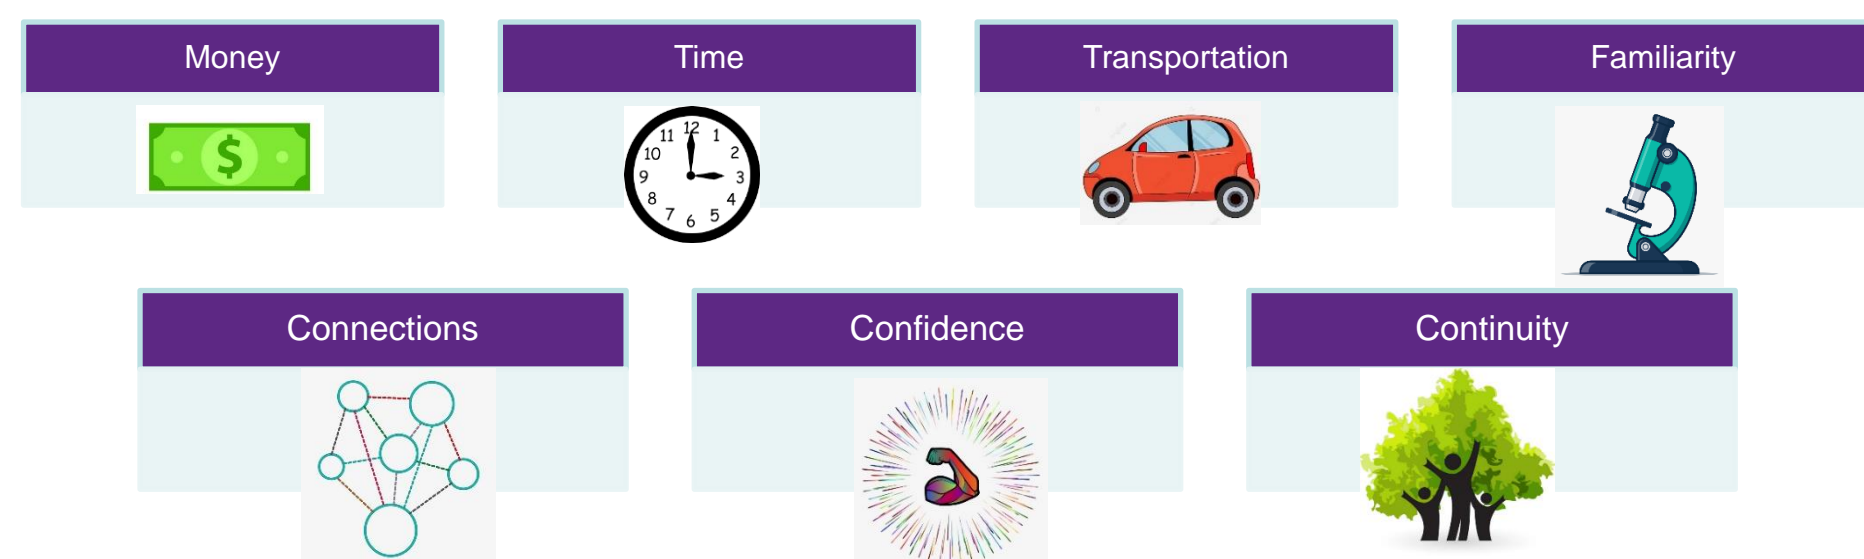 Money
Time
Transportation
Familiarity
$
12
11
1
10
2
9
3
8
4
7
5
6
Connections
Confidence
Continuity